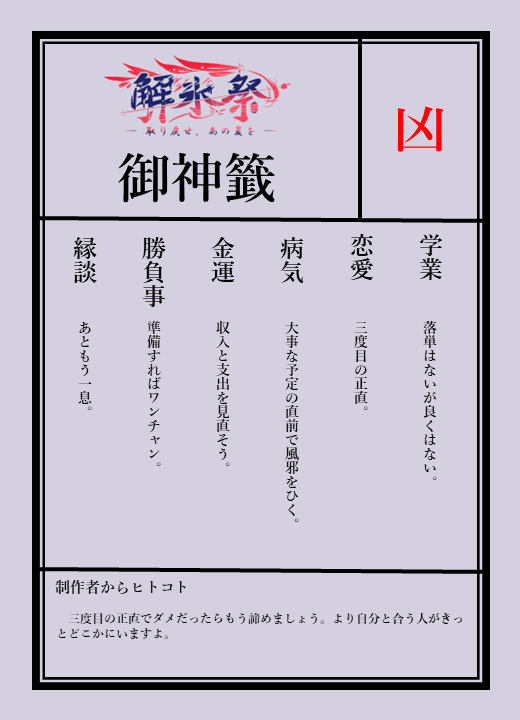 解氷祭
― 取り戻せ、あの夏を ―
御神籤
凶
学業
落単はないが良くはない。
恋愛
三度目の正直。
病気
大事な予定の直前で風邪をひく。
金運
収入と支出を見直そう。
勝負事
準備すればワンチャン。
縁談
あともう一息。
制作者からヒトコト
三度目の正直でダメだったらもう諦めましょう。より自分と合う人がきっ
とどこかにいますよ。